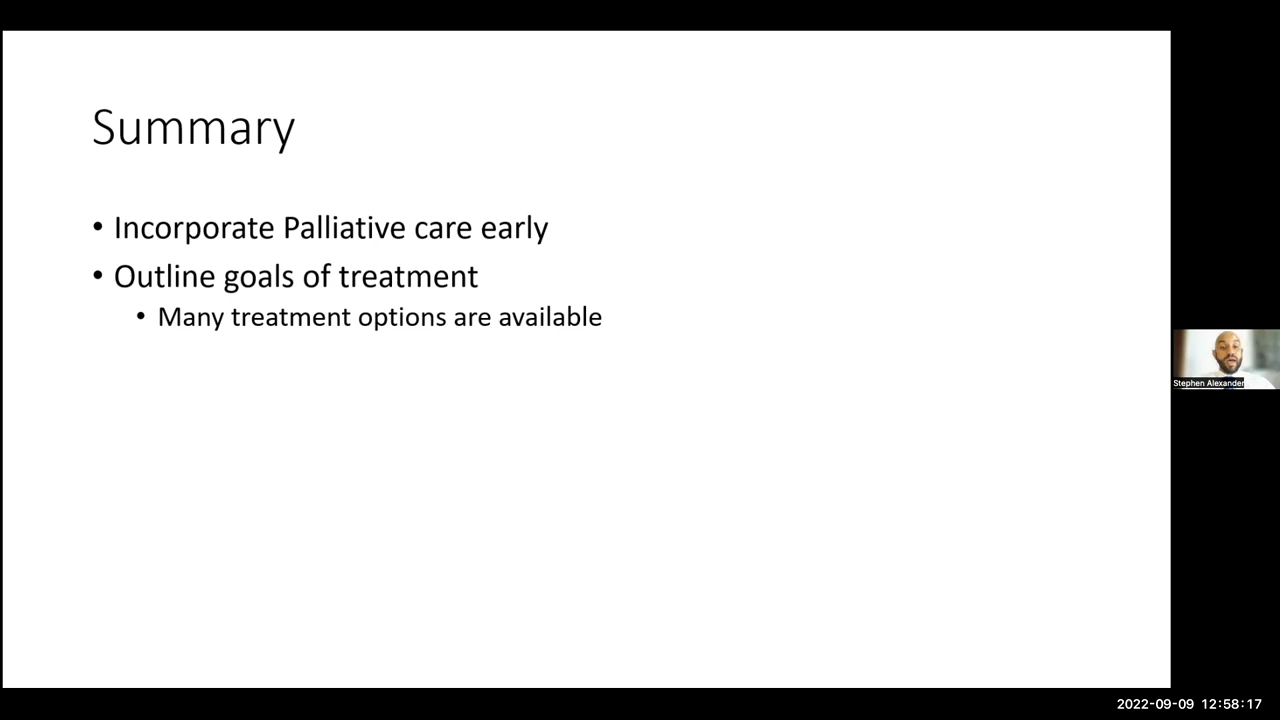 Summary
• Incorporate Palliative care early
• Outline goals of treatment
• Many treatment options are available
Stephen Alexander
2022-09-09 12:58:17